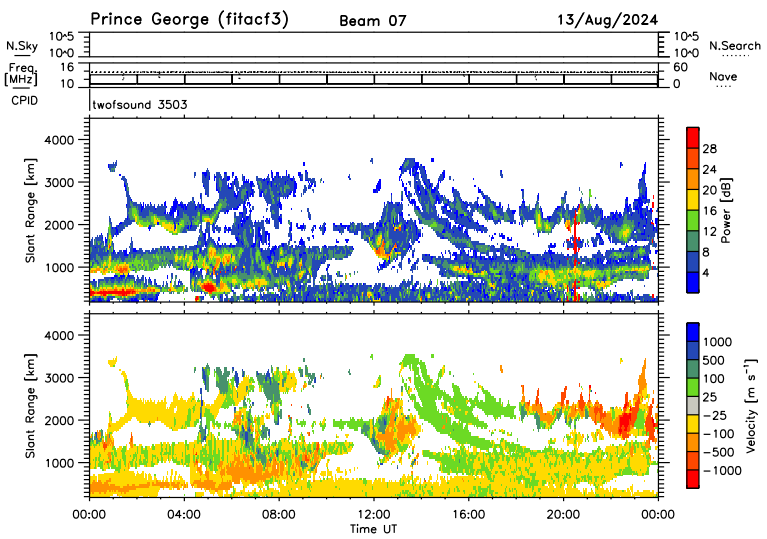 Prince George (fitacf3) Beam 07 13/Aug/2024
N.Sky 10^5 10^0 10^5 10^0 N.Search
Freq. [MHz] 16 10 60 0 Nave
CPID twofsound 3503
Slant Range [km] 4000 3000 2000 1000
Power [dB] 28 24 20 16 12 8 4
Slant Range [km] 4000 3000 2000 1000
Velocity [m s⁻¹] 1000 500 100 25 −25 −100 −500 −1000
00:00 04:00 08:00 12:00 16:00 20:00 00:00
Time UT